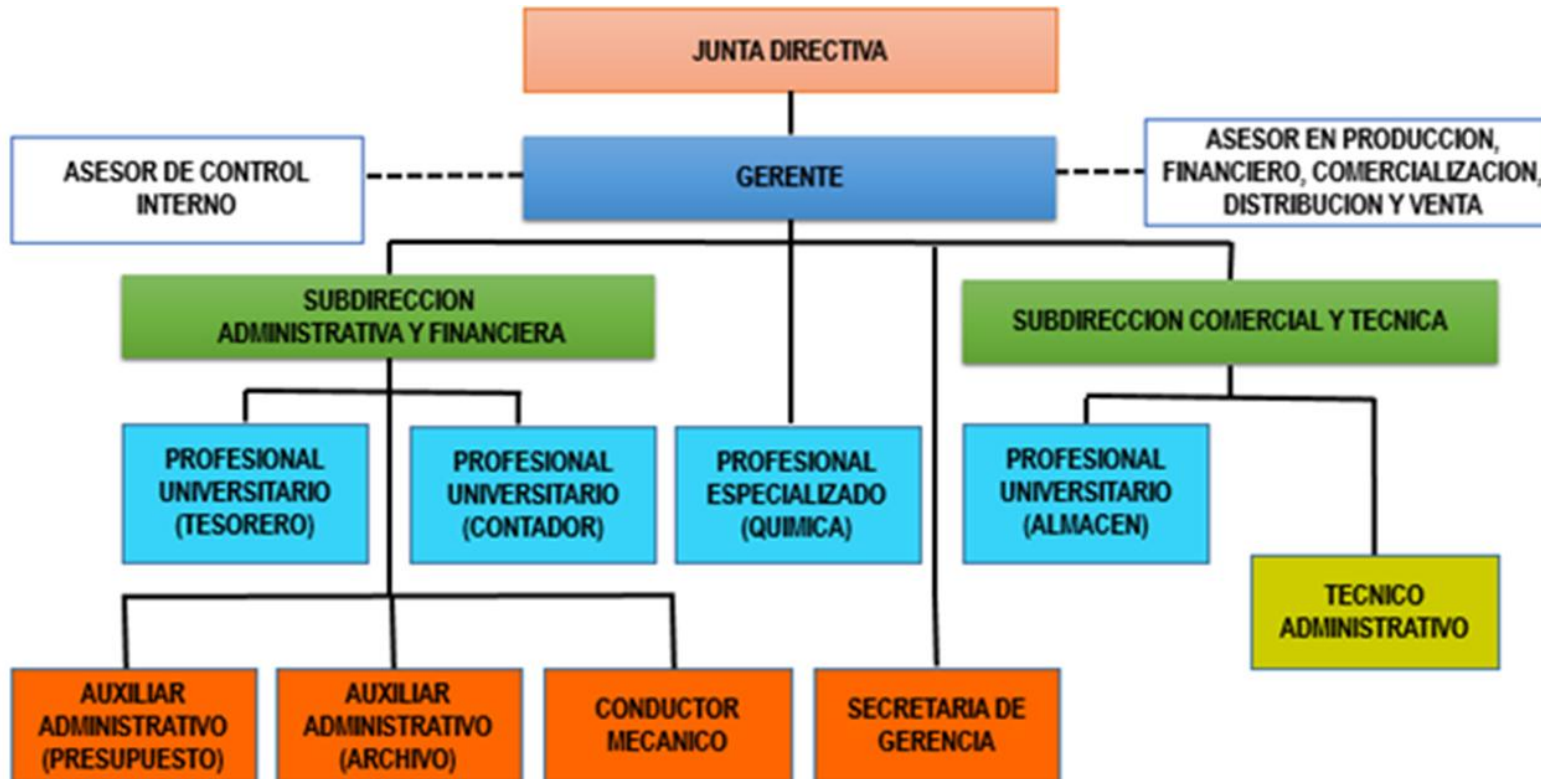 JUNTA DIRECTIVA
ASESOR DE CONTROL
INTERNO
GERENTE
ASESOR EN PRODUCCION,
FINANCIERO, COMERCIALIZACION,
DISTRIBUCION Y VENTA
SUBDIRECCION
ADMINISTRATIVA Y FINANCIERA
SUBDIRECCION COMERCIAL Y TECNICA
PROFESIONAL
UNIVERSITARIO
(TESORERO)
PROFESIONAL
UNIVERSITARIO
(CONTADOR)
PROFESIONAL
ESPECIALIZADO
(QUIMICA)
PROFESIONAL
UNIVERSITARIO
(ALMACEN)
TECNICO
ADMINISTRATIVO
AUXILIAR
ADMINISTRATIVO
(PRESUPUESTO)
AUXILIAR
ADMINISTRATIVO
(ARCHIVO)
CONDUCTOR
MECANICO
SECRETARIA DE
GERENCIA